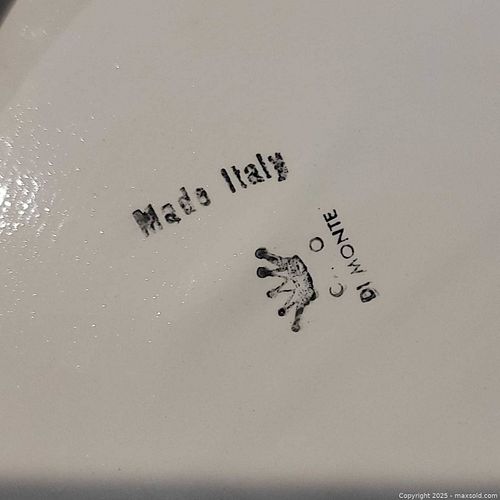 Made Italy
C O
DI MONTE
Copyright 2025 - maxsold.com